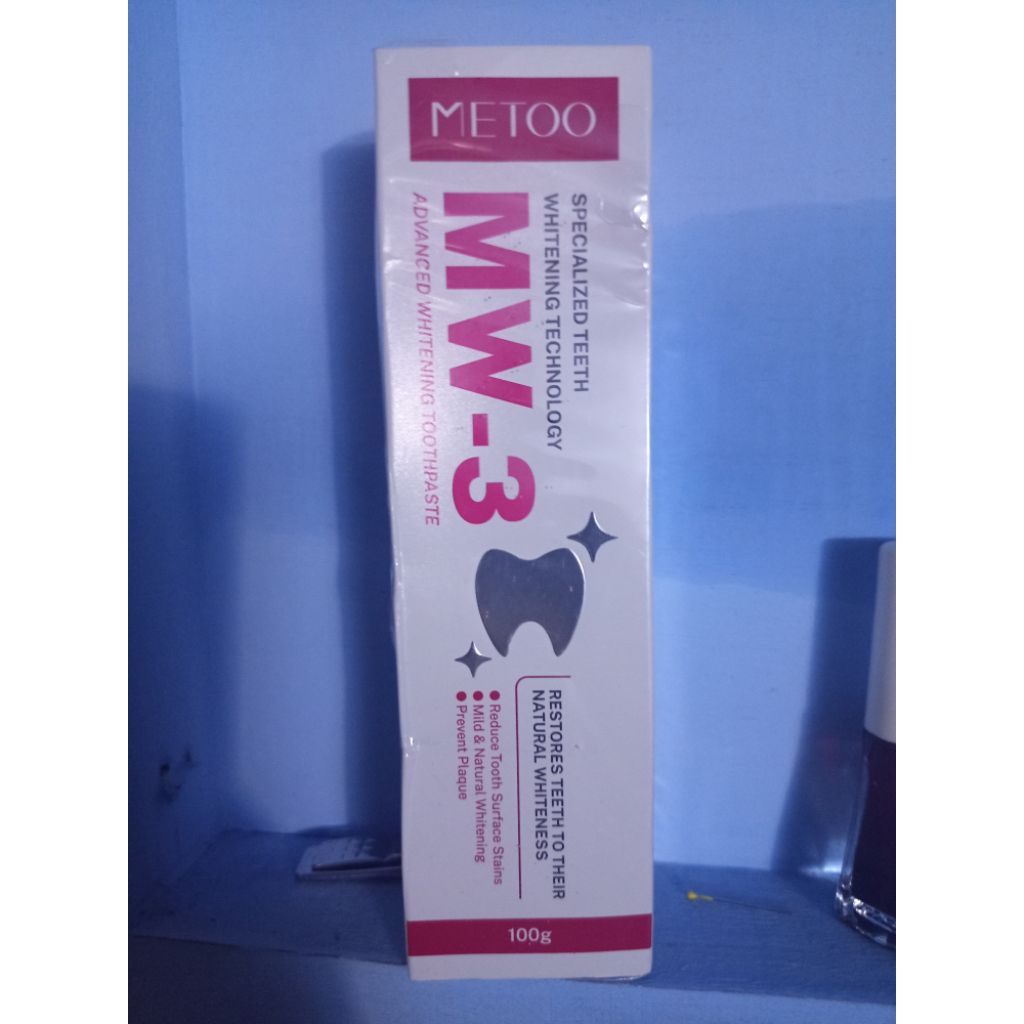 METOO
SPECIALIZED TEETH
WHITENING TECHNOLOGY
MW-3
ADVANCED WHITENING TOOTHPASTE
RESTORES TEETH TO THEIR
NATURAL WHITENESS
● Reduce Tooth Surface Stains
● Mild & Natural Whitening
● Prevent Plaque
100g